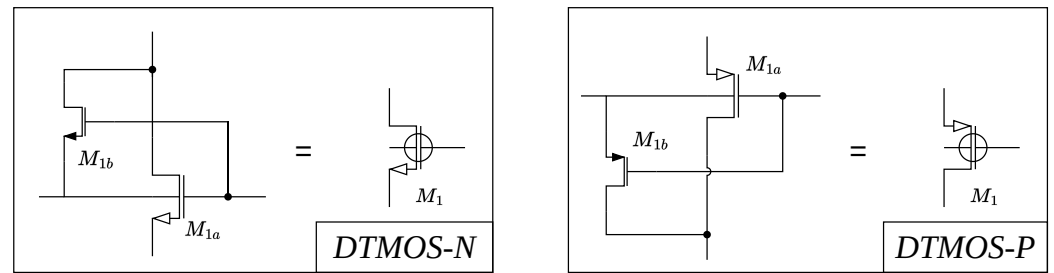 M1b
=
M1a
M1
DTMOS-N
M1a
M1b
=
M1
DTMOS-P